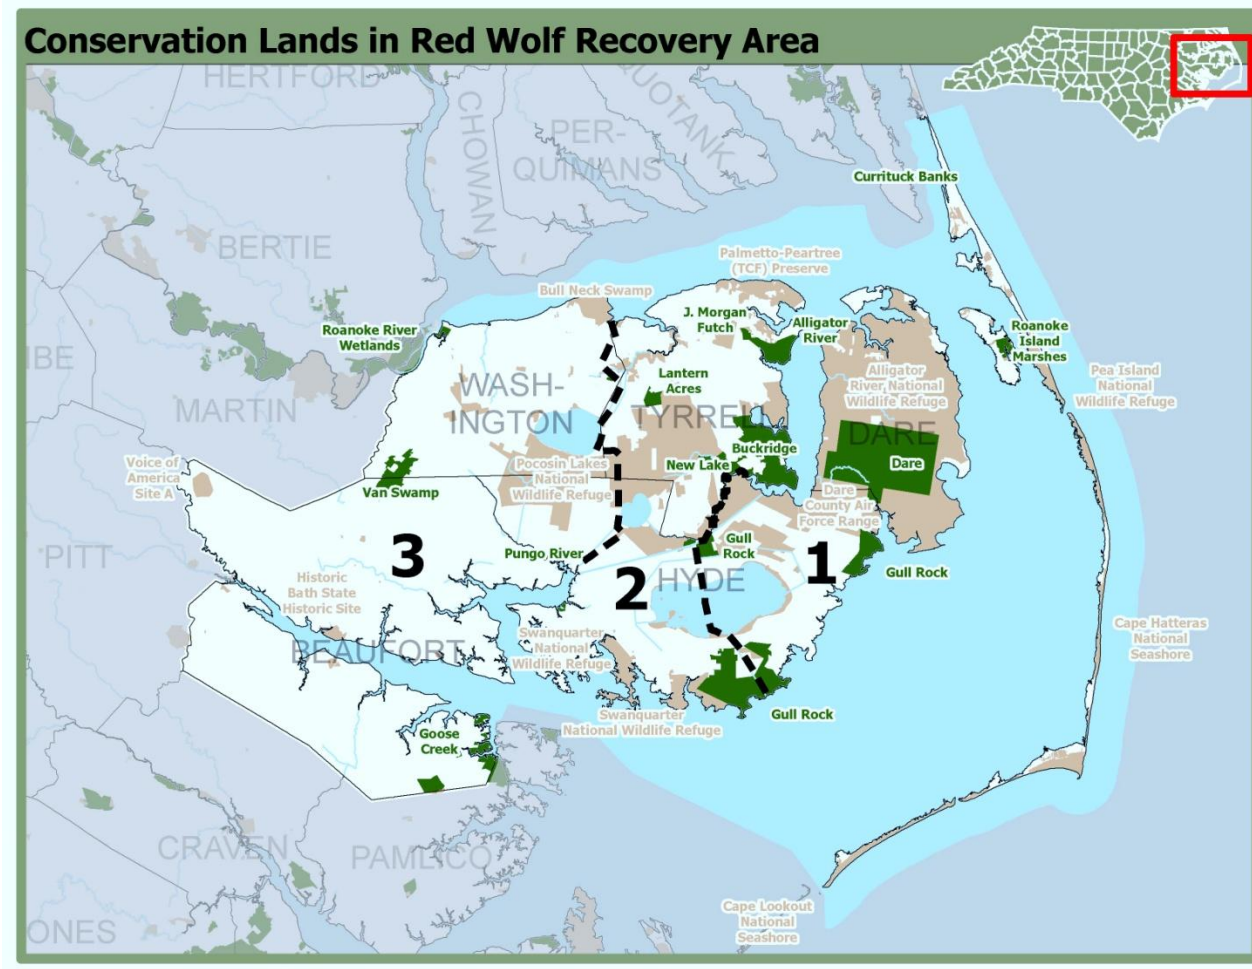 Conservation Lands in Red Wolf Recovery Area
HERTFORD
CHOWAN
PER-
QUIMANS
QUOTANK
Currituck Banks
BERTIE
Palmetto-Peartree
(TCF) Preserve
Bull Neck Swamp
Roanoke River
Wetlands
J. Morgan
Futch
Alligator
River
Roanoke
Island
Marshes
IBE
MARTIN
WASH-
INGTON
Lantern
Acres
TYRRELL
Alligator
River National
Wildlife Refuge
Pea Island
National
Wildlife Refuge
DARE
Dare
Buckridge
New Lake
Voice of
America
Site A
Van Swamp
Pocosin Lakes
National
Wildlife Refuge
Dare
County Air
Force Range
PITT
3
Pungo River
2
Gull
Rock
HYDE
1
Gull Rock
Historic
Bath State
Historic Site
BEAUFORT
Swanquarter
National
Wildlife Refuge
Cape Hatteras
National
Seashore
Swanquarter
National Wildlife Refuge
Gull Rock
Goose
Creek
CRAVEN
PAMLICO
Cape Lookout
National
Seashore
ONES